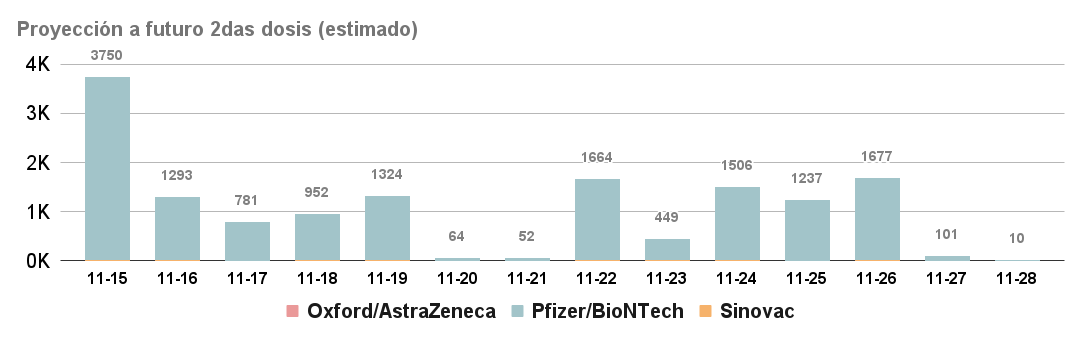 Proyección a futuro 2das dosis (estimado)
4K
3K
2K
1K
0K
3750
1293
781
952
1324
64
52
1664
449
1506
1237
1677
101
10
11-15 11-16 11-17 11-18 11-19 11-20 11-21 11-22 11-23 11-24 11-25 11-26 11-27 11-28
Oxford/AstraZeneca Pfizer/BioNTech Sinovac